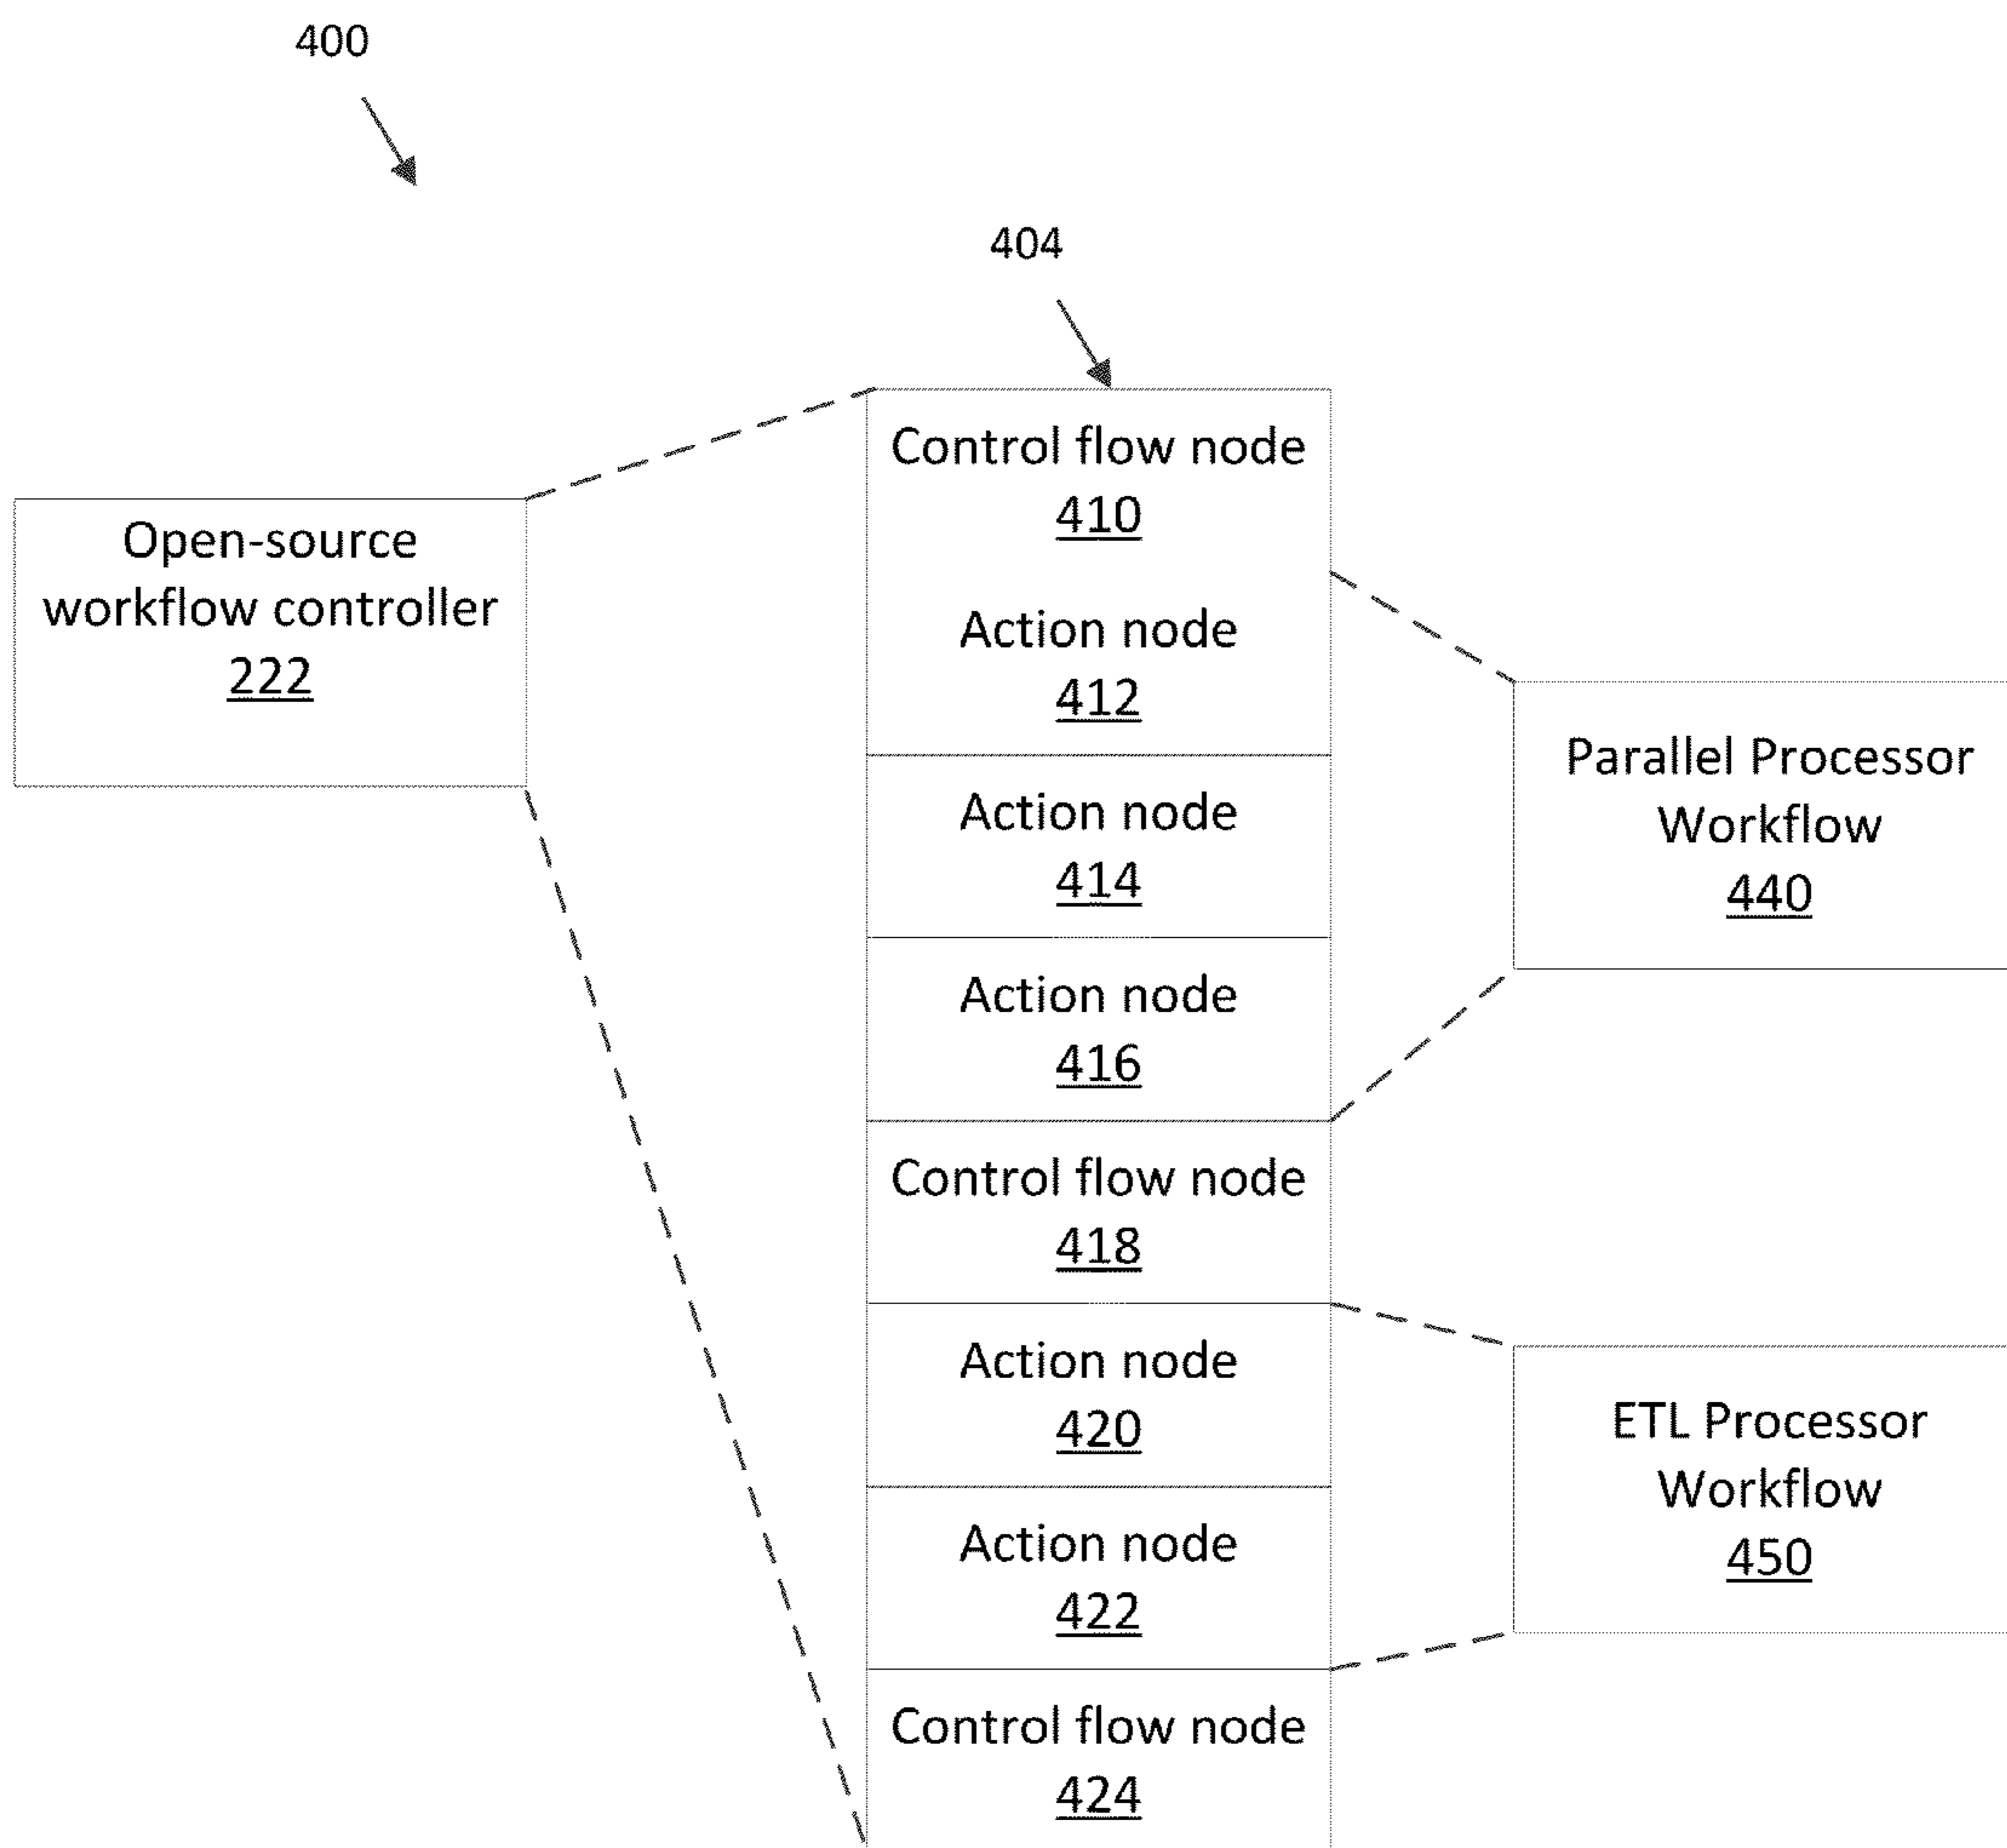 400
404
Open-source
workflow controller
222
Control flow node
410
Action node
412
Action node
414
Action node
416
Control flow node
418
Action node
420
Action node
422
Control flow node
424
Parallel Processor
Workflow
440
ETL Processor
Workflow
450